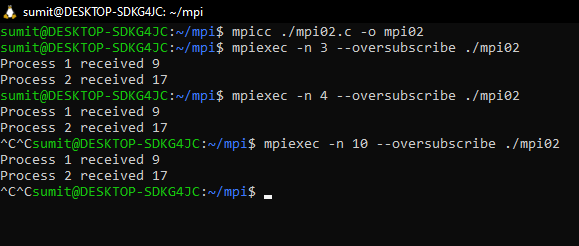 sumit@DESKTOP-SDKG4JC: ~/mpi
sumit@DESKTOP-SDKG4JC:~/mpi$ mpicc ./mpi02.c -o mpi02
sumit@DESKTOP-SDKG4JC:~/mpi$ mpiexec -n 3 --oversubscribe ./mpi02
Process 1 received 9
Process 2 received 17
sumit@DESKTOP-SDKG4JC:~/mpi$ mpiexec -n 4 --oversubscribe ./mpi02
Process 1 received 9
Process 2 received 17
^C^Csumit@DESKTOP-SDKG4JC:~/mpi$ mpiexec -n 10 --oversubscribe ./mpi02
Process 1 received 9
Process 2 received 17
^C^Csumit@DESKTOP-SDKG4JC:~/mpi$